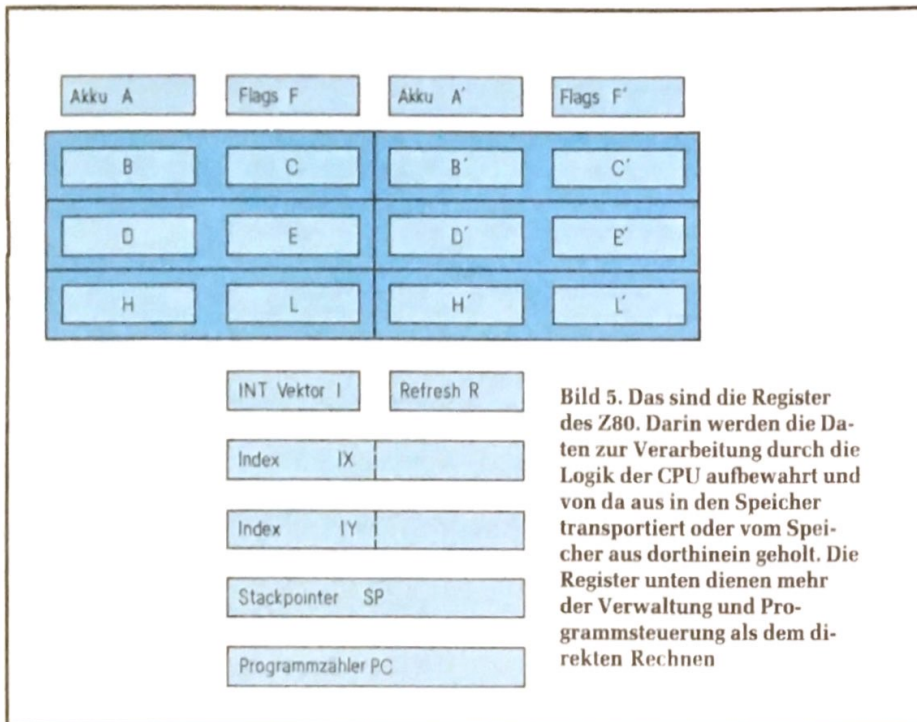 Akku A Flags F Akku A´ Flags F´
B C B´ C´
D E D´ E´
H L H´ L´
INT Vektor I Refresh R
Index IX
Index IY
Stackpointer SP
Programmzähler PC
Bild 5. Das sind die Register
des Z80. Darin werden die Da-
ten zur Verarbeitung durch die
Logik der CPU aufbewahrt und
von da aus in den Speicher
transportiert oder vom Spei-
cher aus dorthinein geholt. Die
Register unten dienen mehr
der Verwaltung und Pro-
grammsteuerung als dem di-
rekten Rechnen